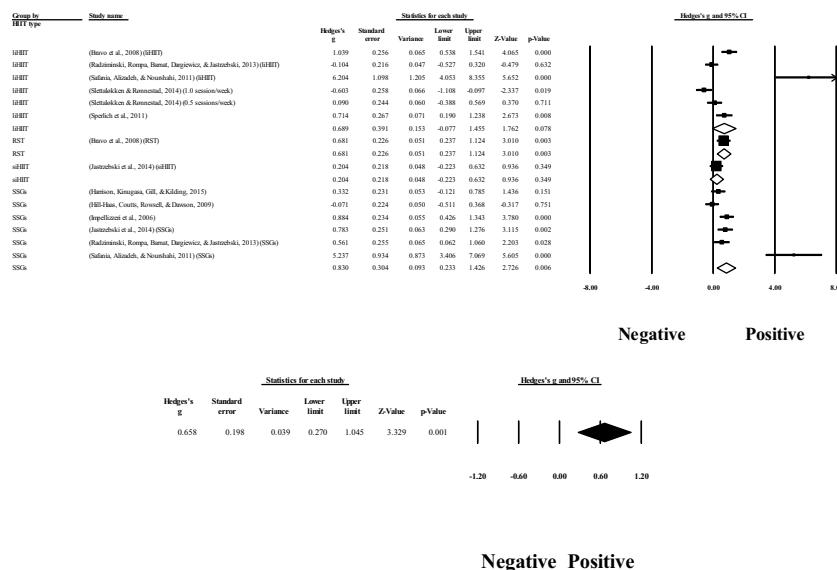 Group by Study name Statistics for each study Hedges's g and 95% CI
HIIT type
Hedges's g Standard error Variance Lower limit Upper limit Z-Value p-Value
liHIIT (Bravo et al., 2008) (liHIIT) 1.039 0.256 0.065 0.538 1.541 4.065 0.000
liHIIT (Radziminski, Rompa, Barnat, Dargiewicz, & Jastrzebski, 2013) (liHIIT) -0.104 0.216 0.047 -0.527 0.320 -0.479 0.632
liHIIT (Safania, Alizadeh, & Nourshahi, 2011) (liHIIT) 6.204 1.098 1.205 4.053 8.355 5.652 0.000
liHIIT (Slettaløkken & Rønnestad, 2014) (1.0 session/week) -0.603 0.258 0.066 -1.108 -0.097 -2.337 0.019
liHIIT (Slettaløkken & Rønnestad, 2014) (0.5 sessions/week) 0.090 0.244 0.060 -0.388 0.569 0.370 0.711
liHIIT (Sperlich et al., 2011) 0.714 0.267 0.071 0.190 1.238 2.673 0.008
liHIIT 0.689 0.391 0.153 -0.077 1.455 1.762 0.078
RST (Bravo et al., 2008) (RST) 0.681 0.226 0.051 0.237 1.124 3.010 0.003
RST 0.681 0.226 0.051 0.237 1.124 3.010 0.003
siHIIT (Jastrzebski et al., 2014) (siHIIT) 0.204 0.218 0.048 -0.223 0.632 0.936 0.349
siHIIT 0.204 0.218 0.048 -0.223 0.632 0.936 0.349
SSGs (Harrison, Kinugasa, Gill, & Kilding, 2015) 0.332 0.231 0.053 -0.121 0.785 1.436 0.151
SSGs (Hill-Haas, Coutts, Rowsell, & Dawson, 2009) -0.071 0.224 0.050 -0.511 0.368 -0.317 0.751
SSGs (Impellizzeri et al., 2006) 0.884 0.234 0.055 0.426 1.343 3.780 0.000
SSGs (Jastrzebski et al., 2014) (SSGs) 0.783 0.251 0.063 0.290 1.276 3.115 0.002
SSGs (Radziminski, Rompa, Barnat, Dargiewicz, & Jastrzebski, 2013) (SSGs) 0.561 0.255 0.065 0.062 1.060 2.203 0.028
SSGs (Safania, Alizadeh, & Nourshahi, 2011) (SSGs) 5.237 0.934 0.873 3.406 7.069 5.605 0.000
SSGs 0.830 0.304 0.093 0.233 1.426 2.726 0.006
-8.00 -4.00 0.00 4.00 8.0
Negative Positive
Statistics for each study Hedges's g and 95% CI
Hedges's g Standard error Variance Lower limit Upper limit Z-Value p-Value
0.658 0.198 0.039 0.270 1.045 3.329 0.001
-1.20 -0.60 0.00 0.60 1.20
Negative Positive